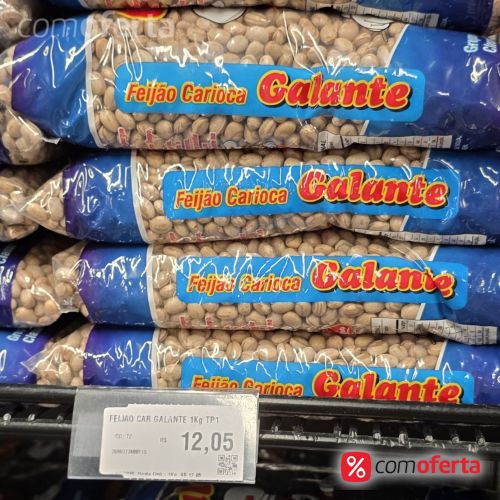 comoferta
Feijão Carioca Galante
Feijão Carioca Galante
Feijão Carioca Galante
Feijão Carioca Galante
FEIJAO CAR GALANTE 1Kg TP1
R$ 12,05
% comoferta